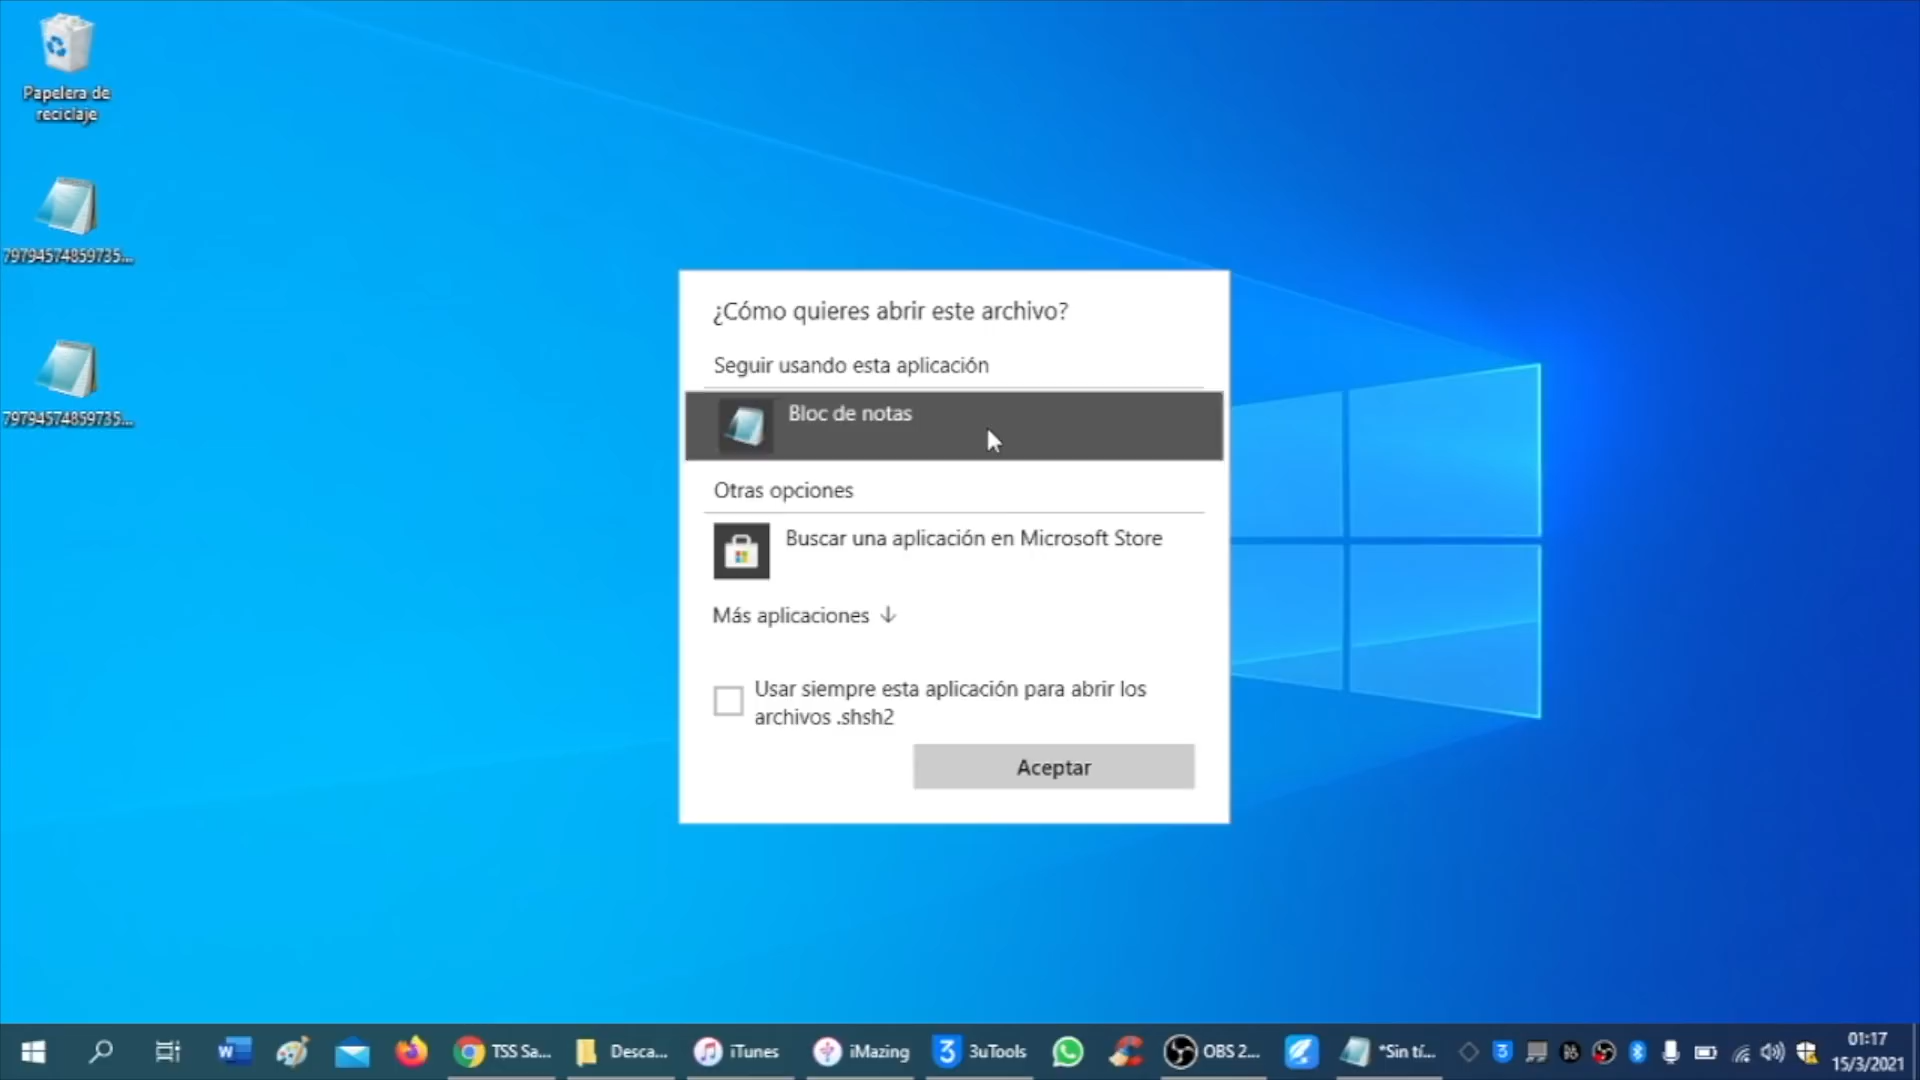 Papelera de
reciclaje
79794574859735...
79794574859735...
¿Cómo quieres abrir este archivo?
Seguir usando esta aplicación
Bloc de notas
Otras opciones
Buscar una aplicación en Microsoft Store
Más aplicaciones
Usar siempre esta aplicación para abrir los
archivos .shsh2
Aceptar
TSS Sa...
Desca...
iTunes
iMazing
3uTools
OBS 2...
*Sin tí...
01:17
15/3/2021